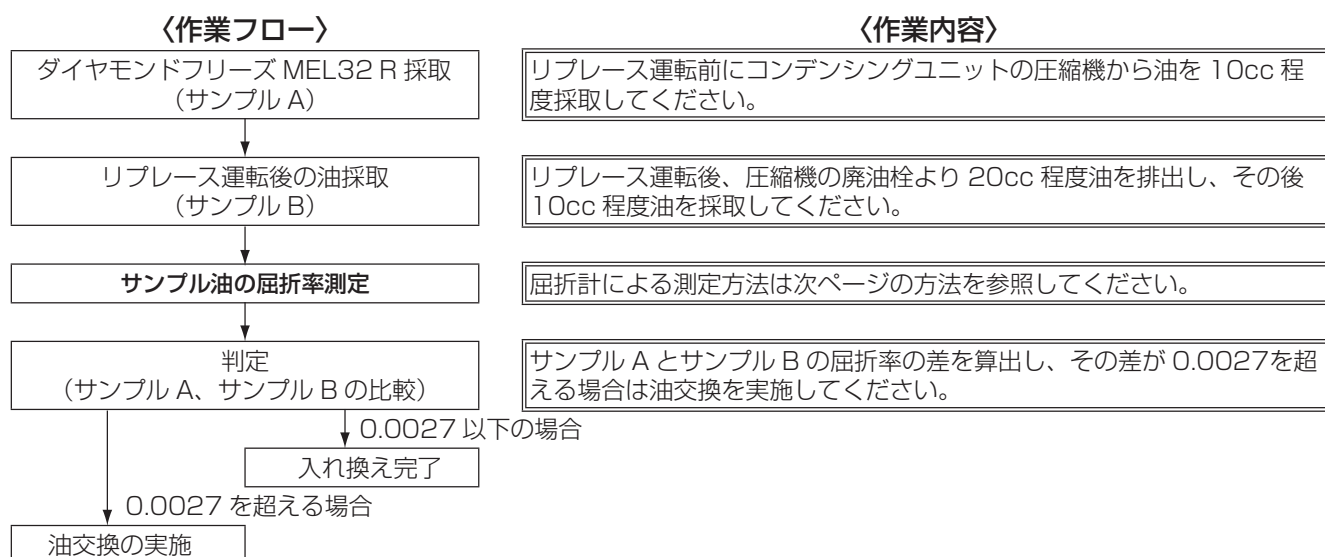 〈作業フロー〉
〈作業内容〉
ダイヤモンドフリーズ MEL32 R 採取
（サンプル A）
リプレース運転前にコンデンシングユニットの圧縮機から油を 10cc 程
度採取してください。
リプレース運転後の油採取
（サンプル B）
リプレース運転後、圧縮機の廃油栓より 20cc 程度油を排出し、その後
10cc 程度油を採取してください。
サンプル油の屈折率測定
屈折計による測定方法は次ページの方法を参照してください。
判定
（サンプル A、サンプル B の比較）
サンプル A とサンプル B の屈折率の差を算出し、その差が 0.0027を超
える場合は油交換を実施してください。
0.0027 以下の場合
入れ換え完了
0.0027 を超える場合
油交換の実施